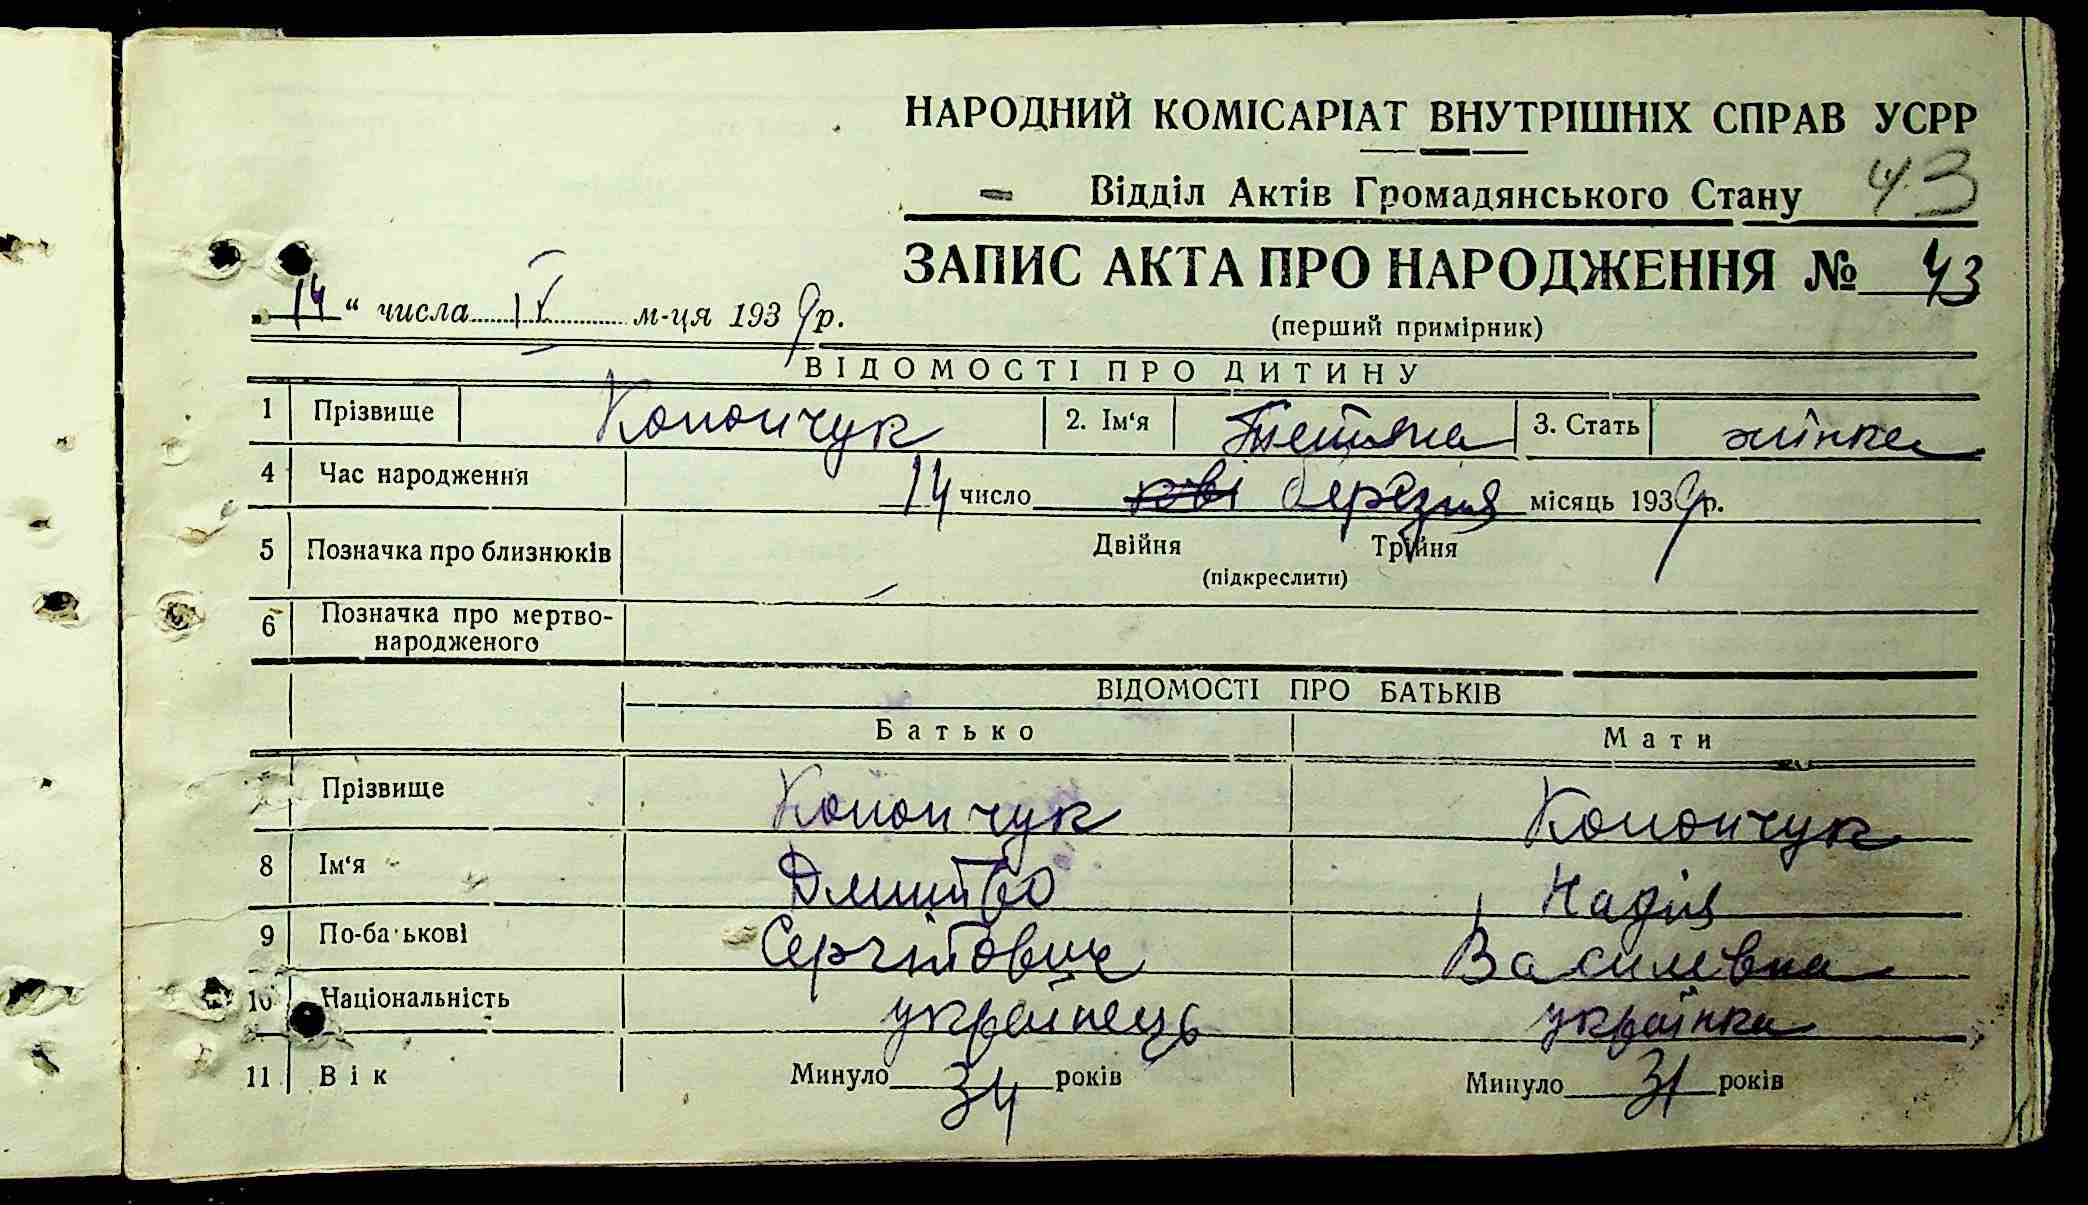 НАРОДНИЙ КОМІСАРІАТ ВНУТРІШНІХ СПРАВ УСРР
Відділ Актів Громадянського Стану 43
ЗАПИС АКТА ПРО НАРОДЖЕННЯ № 43
„14“ числа IV м-ця 1939 р.
(перший примірник)
ВІДОМОСТІ ПРО ДИТИНУ
1 Прізвище Конончук 2. Ім‘я Тетяна 3. Стать жінка
4 Час народження 14 число березня місяць 1939 р.
5 Позначка про близнюків Двійня Трійня
(підкреслити)
6 Позначка про мертво-
народженого
ВІДОМОСТІ ПРО БАТЬКІВ
Батько Мати
Прізвище Конончук Конончук
8 Ім‘я Дмитро Надія
9 По-батькові Сергійович Василевна
10 Національність українець українка
11 Вік Минуло 34 років Минуло 31 років